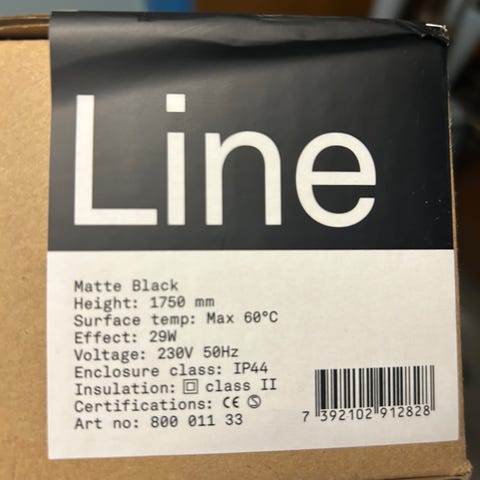 Line
Matte Black
Height: 1750 mm
Surface temp: Max 60°C
Effect: 29W
Voltage: 230V 50Hz
Enclosure class: IP44
Insulation: class II
Certifications: CE Ⓢ
Art no: 800 011 33
7 392102 912828